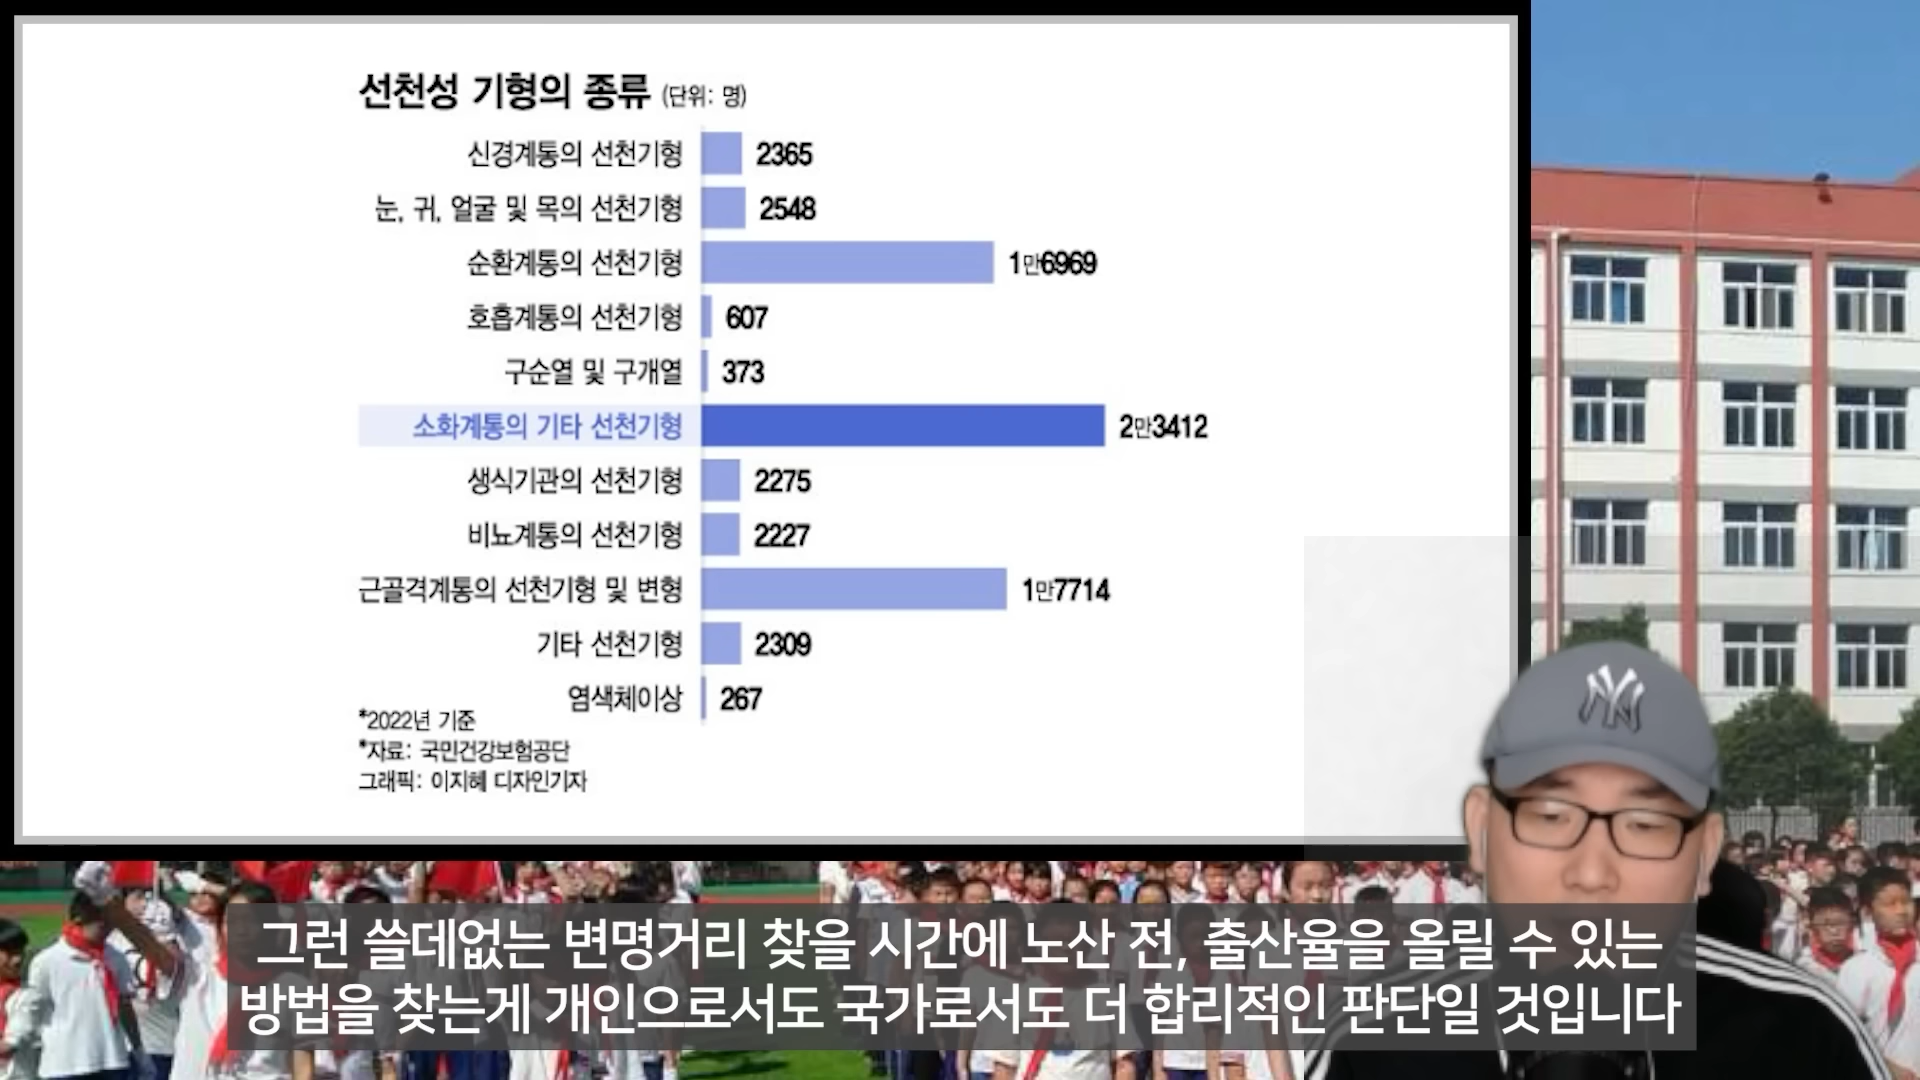 선천성 기형의 종류 (단위: 명)
신경계통의 선천기형 2365
눈, 귀, 얼굴 및 목의 선천기형 2548
순환계통의 선천기형 1만6969
호흡계통의 선천기형 607
구순열 및 구개열 373
소화계통의 기타 선천기형 2만3412
생식기관의 선천기형 2275
비뇨계통의 선천기형 2227
근골격계통의 선천기형 및 변형 1만7714
기타 선천기형 2309
염색체이상 267
*2022년 기준
*자료: 국민건강보험공단
그래픽: 이지혜 디자인기자
NY
그런 쓸데없는 변명거리 찾을 시간에 노산 전, 출산율을 올릴 수 있는
방법을 찾는게 개인으로서도 국가로서도 더 합리적인 판단일 것입니다